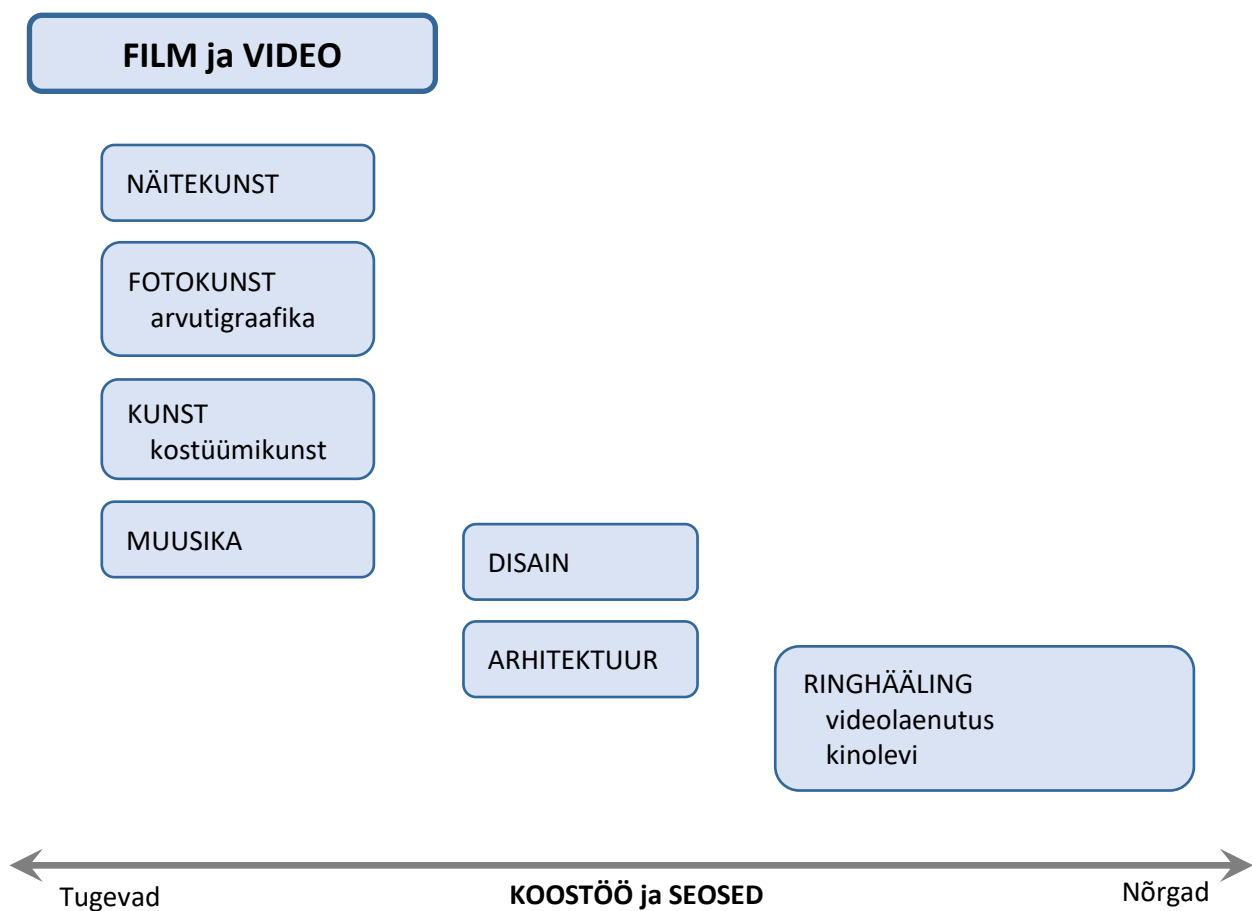 FILM ja VIDEO
NÄITEKUNST
FOTOKUNST
arvutigraafika
KUNST
kostüümikunst
MUUSIKA
DISAIN
ARHITEKTUUR
RINGHÄÄLING
videolaenutus
kinolevi
Tugevad
KOOSTÖÖ ja SEOSED
Nõrgad